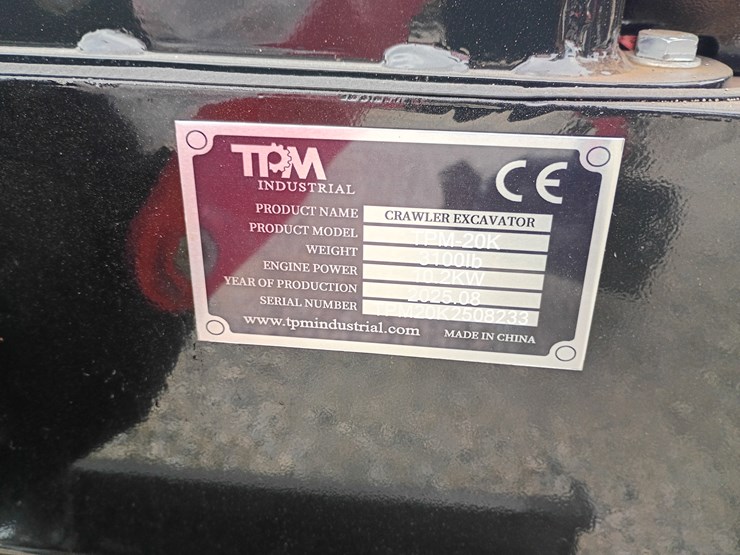 TPM
INDUSTRIAL
CE
PRODUCT NAME CRAWLER EXCAVATOR
PRODUCT MODEL TPM-20K
WEIGHT 3100lb
ENGINE POWER 10.2KW
YEAR OF PRODUCTION 2025.08
SERIAL NUMBER TPM20K2508233
www.tpmindustrial.com MADE IN CHINA